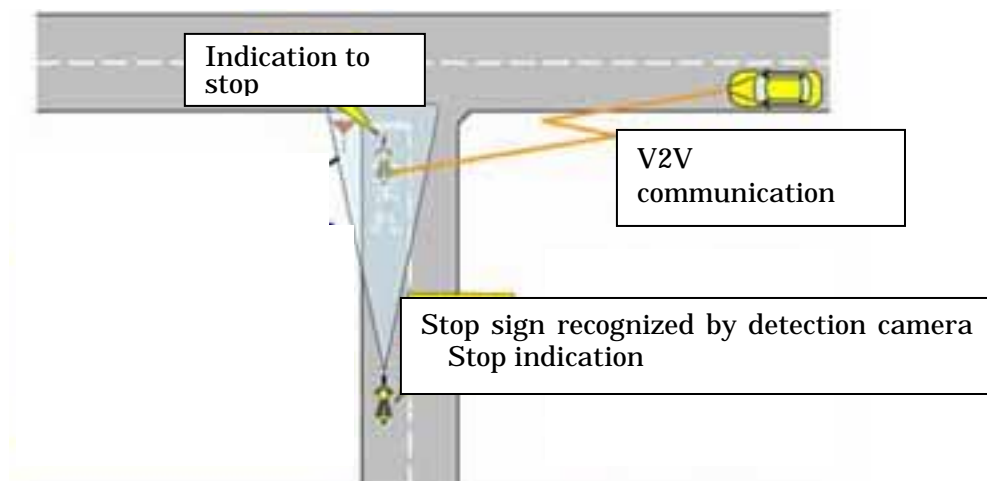 Indication to
stop
V2V
communication
Stop sign recognized by detection camera
Stop indication